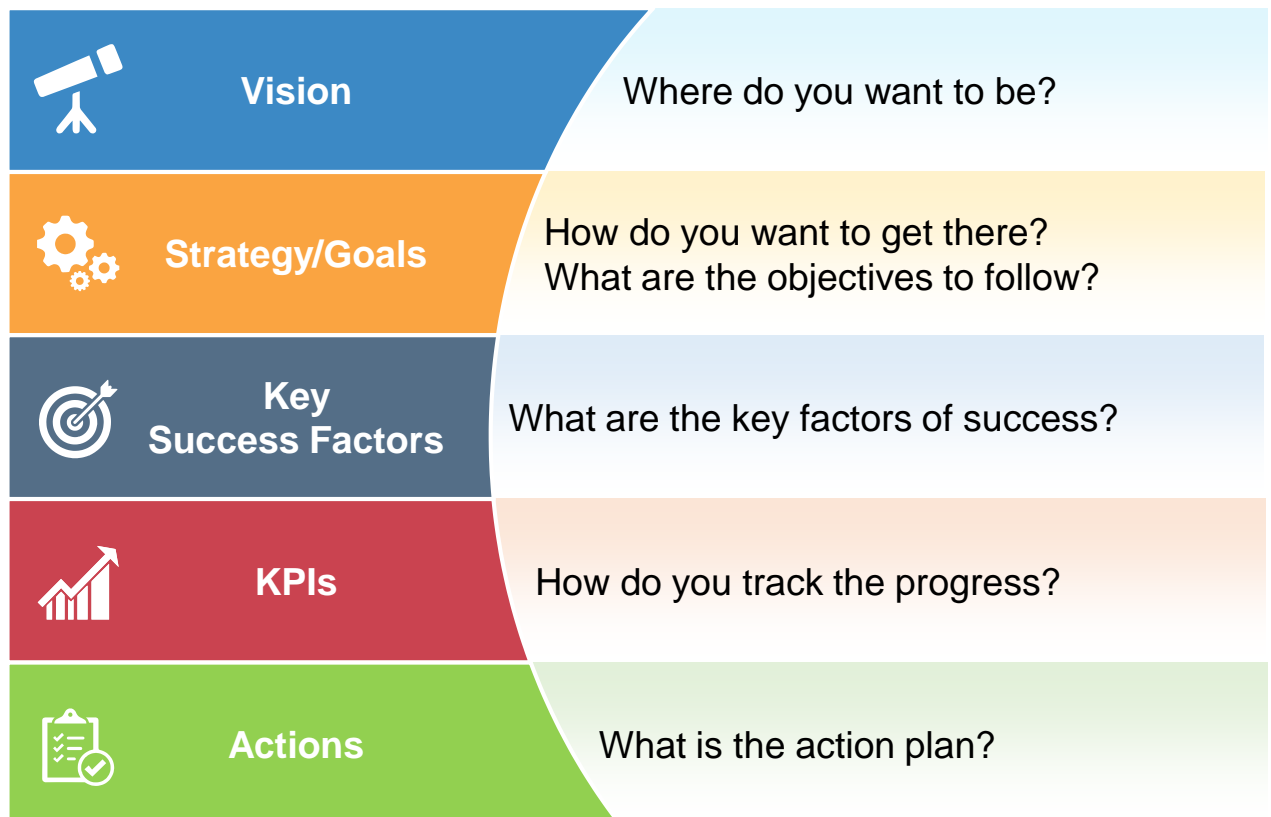 Vision
Where do you want to be?
Strategy/Goals
How do you want to get there?
What are the objectives to follow?
Key
Success Factors
What are the key factors of success?
KPIs
How do you track the progress?
Actions
What is the action plan?